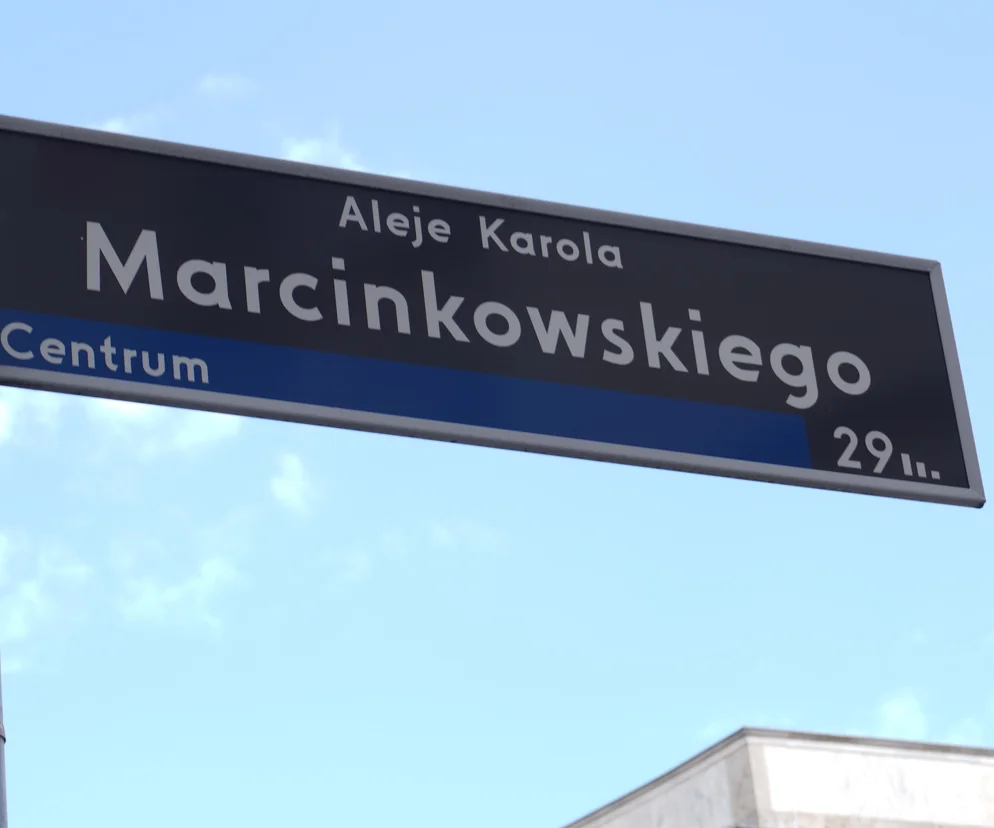 Aleje Karola
Marcinkowskiego
Centrum
29